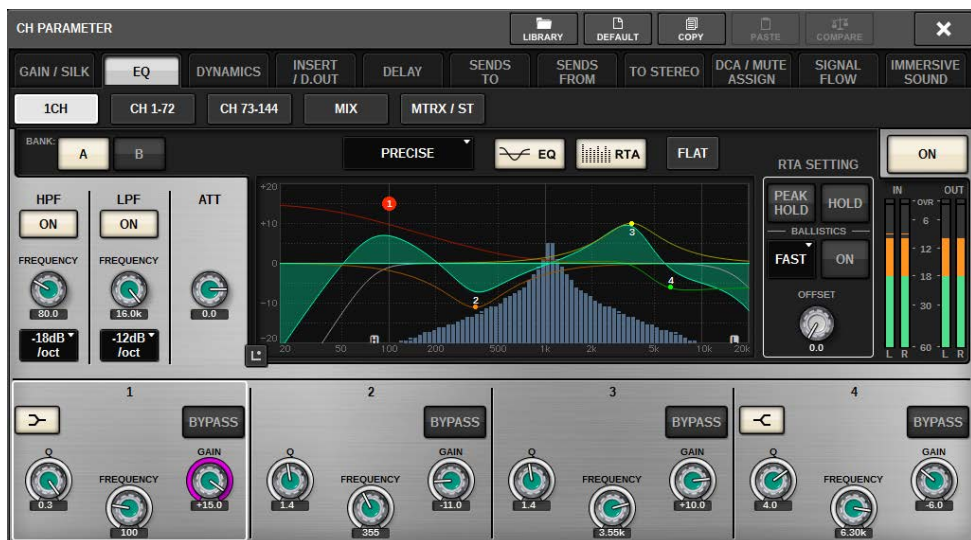 CH PARAMETER
LIBRARY DEFAULT COPY PASTE COMPARE
GAIN / SILK EQ DYNAMICS INSERT / D.OUT DELAY SENDS TO SENDS FROM TO STEREO DCA / MUTE ASSIGN SIGNAL FLOW IMMERSIVE SOUND
1CH CH 1-72 CH 73-144 MIX MTRX / ST
BANK: A B PRECISE EQ RTA FLAT RTA SETTING ON
HPF LPF ATT
ON ON
FREQUENCY FREQUENCY
80.0 16.0k 0.0
-18dB /oct -12dB /oct
+20
+10
0
-10
-20
1
2
3
4
H L
20 50 100 200 500 1k 2k 5k 10k 20k
PEAK HOLD HOLD
BALLISTICS
FAST ON
OFFSET
0.0
IN OUT
OVR
6
12
18
30
60
L R L R
1 2 3 4
BYPASS BYPASS BYPASS BYPASS
Q FREQUENCY GAIN Q FREQUENCY GAIN Q FREQUENCY GAIN Q FREQUENCY GAIN
0.3 100 +15.0 1.4 355 -11.0 1.4 3.55k +10.0 4.0 6.30k -6.0